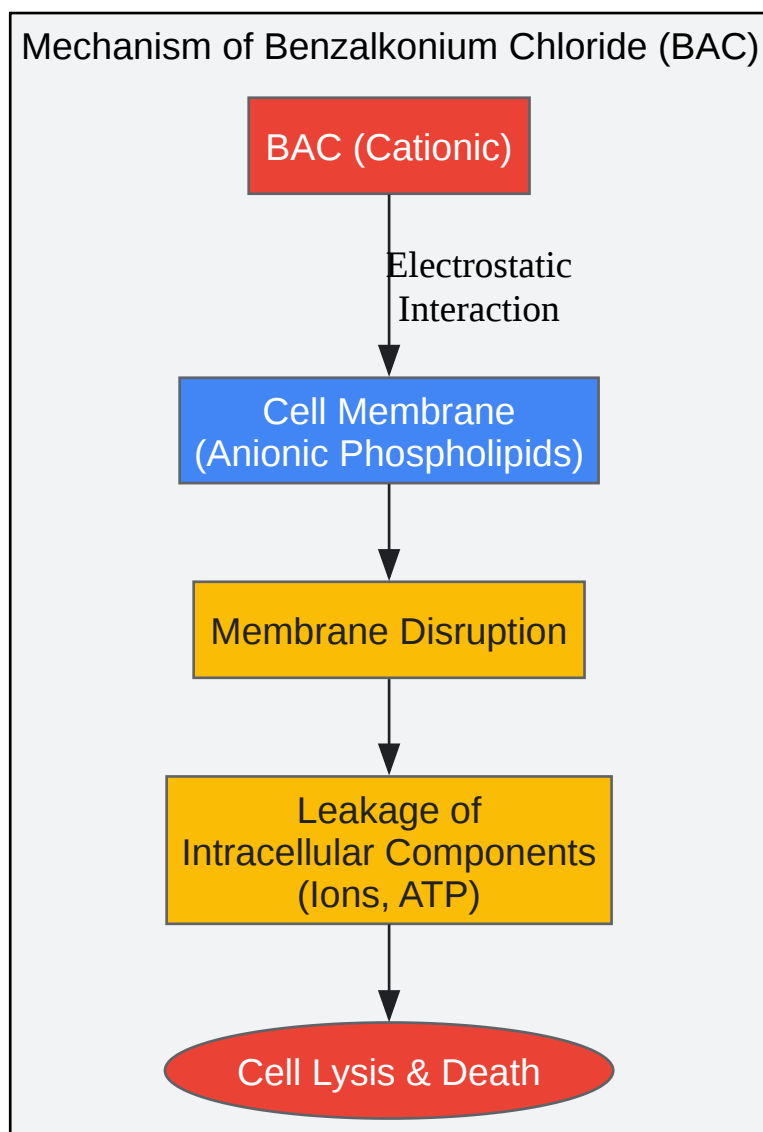 Mechanism of Benzalkonium Chloride (BAC)
BAC (Cationic)
Electrostatic
Interaction
Cell Membrane
(Anionic Phospholipids)
Membrane Disruption
Leakage of
Intracellular Components
(Ions, ATP)
Cell Lysis & Death